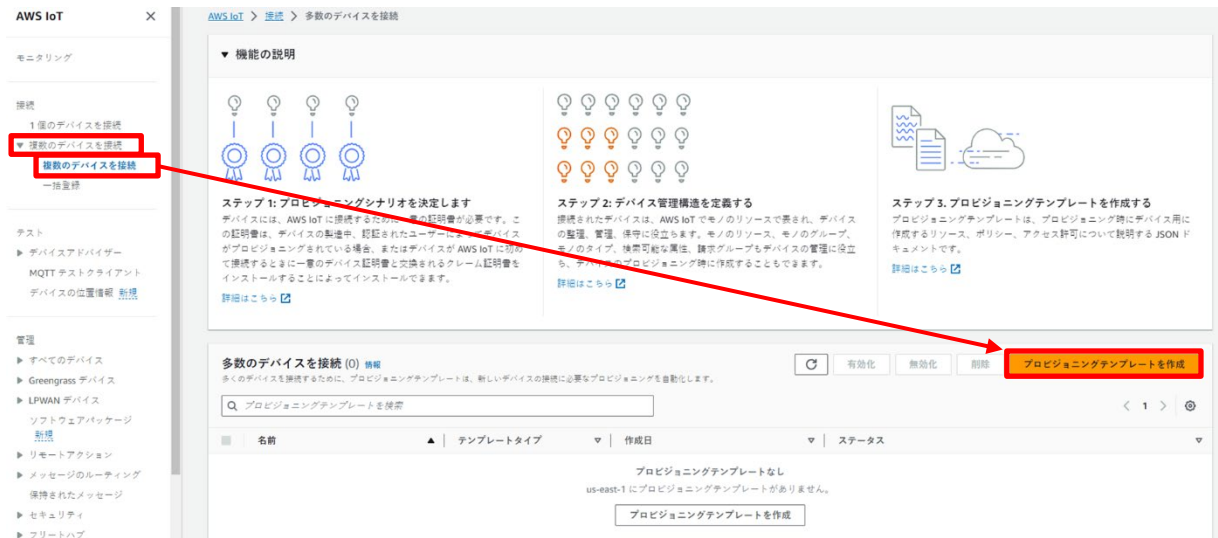 AWS IoT
モニタリング
接続
1 個のデバイスを接続
複数のデバイスを接続
複数のデバイスを接続
一括登録
テスト
デバイスアドバイザー
MQTT テストクライアント
デバイスの位置情報 新規
管理
すべてのデバイス
Greengrass デバイス
LPWAN デバイス
ソフトウェアパッケージ
新規
リモートアクション
メッセージのルーティング
保持されたメッセージ
セキュリティ
フリートハブ
AWS IoT > 接続 > 多数のデバイスを接続
機能の説明
ステップ 1: プロビジョニングシナリオを決定します
デバイスには、AWS IoT に接続するために一意の証明書が必要です。こ
の証明書は、デバイスの製造中、認証されたユーザーによってデバイス
がプロビジョニングされている場合、またはデバイスが AWS IoT に初め
て接続するときに一意のデバイス証明書と交換されるクレーム証明書を
インストールすることによってインストールできます。
詳細はこちら
ステップ 2: デバイス管理構造を定義する
接続されたデバイスは、AWS IoT でモノのリソースで表され、デバイス
の整理、管理、保守に役立ちます。モノのリソース、モノのグループ、
モノのタイプ、検索可能な属性、請求グループもデバイスの管理に役立
ち、デバイスのプロビジョニング時に作成することもできます。
詳細はこちら
ステップ 3. プロビジョニングテンプレートを作成する
プロビジョニングテンプレートは、プロビジョニング時にデバイス用に
作成するリソース、ポリシー、アクセス許可について説明する JSON ド
キュメントです。
詳細はこちら
多数のデバイスを接続 (0) 情報
多くのデバイスを接続するために、プロビジョニングテンプレートは、新しいデバイスの接続に必要なプロビジョニングを自動化します。
有効化 無効化 削除 プロビジョニングテンプレートを作成
プロビジョニングテンプレートを検索
< 1 >
名前 テンプレートタイプ 作成日 ステータス
プロビジョニングテンプレートなし
us-east-1 にプロビジョニングテンプレートがありません。
プロビジョニングテンプレートを作成